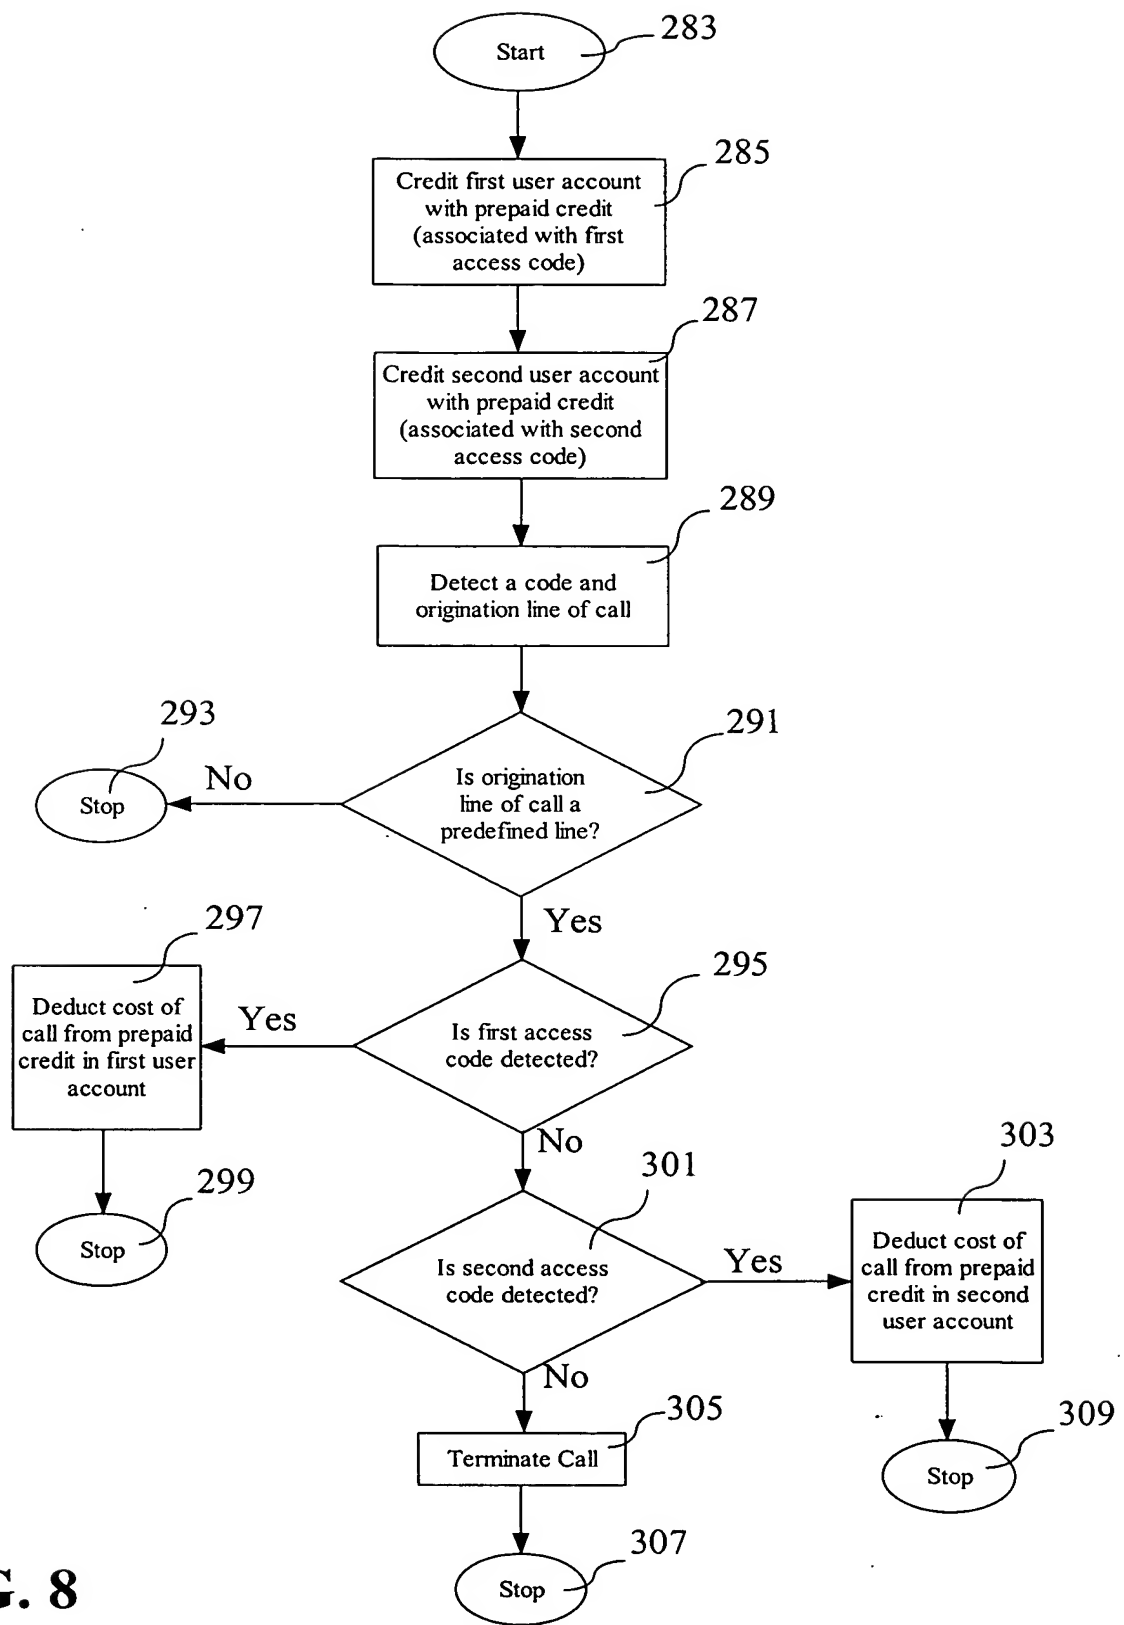 283
Start
285
Credit first user account
with prepaid credit
(associated with first
access code)
287
Credit second user account
with prepaid credit
(associated with second
access code)
289
Detect a code and
origination line of call
293
291
No
Is origination
line of call a
predefined line?
Stop
Yes
297
295
Deduct cost of
call from prepaid
credit in first user
account
Yes
Is first access
code detected?
No
303
301
299
Stop
Is second access
code detected?
Yes
Deduct cost of
call from prepaid
credit in second
user account
No
305
Terminate Call
309
Stop
307
Stop
G. 8